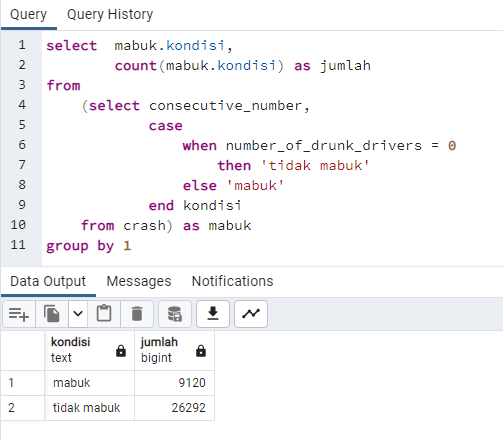 Query Query History
1 select  mabuk.kondisi,
2         count(mabuk.kondisi) as jumlah
3 from
4     (select consecutive_number,
5             case
6                 when number_of_drunk_drivers = 0
7                     then 'tidak mabuk'
8                 else 'mabuk'
9             end kondisi
10     from crash) as mabuk
11 group by 1
Data Output Messages Notifications
kondisi jumlah
text bigint
1 mabuk 9120
2 tidak mabuk 26292